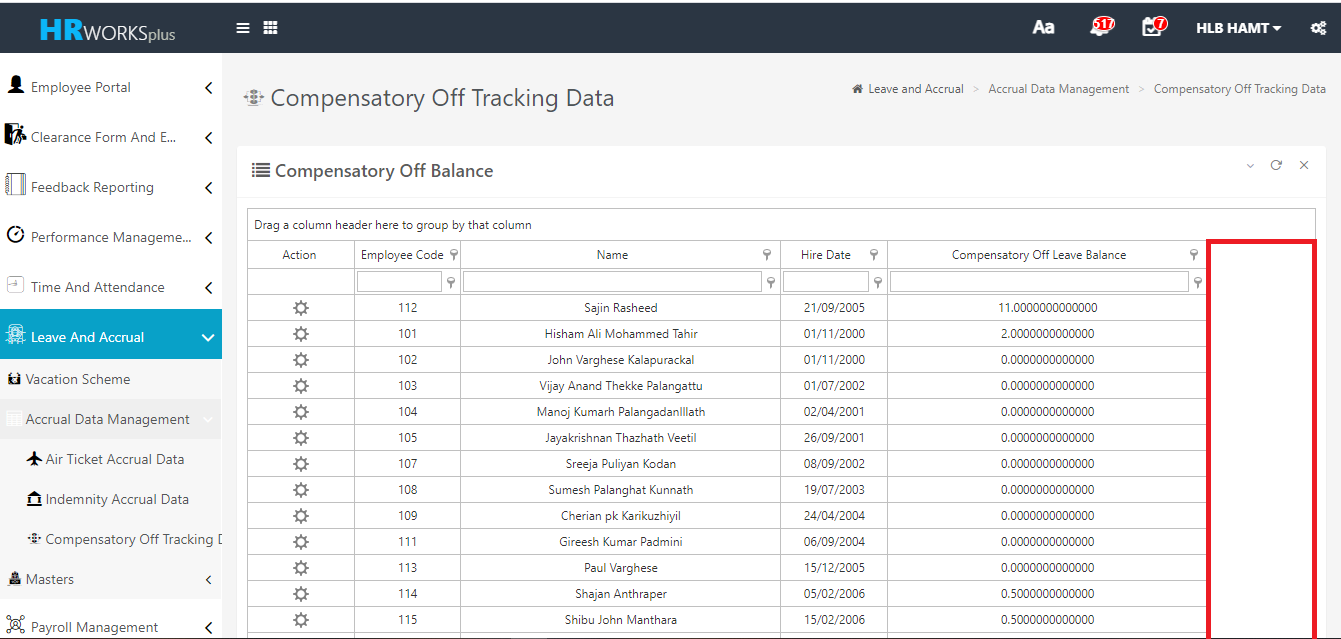 HRWORKSplus
Aa
517
7
HLB HAMT
Employee Portal
Clearance Form And E...
Feedback Reporting
Performance Manageme...
Time And Attendance
Leave And Accrual
Vacation Scheme
Accrual Data Management
Air Ticket Accrual Data
Indemnity Accrual Data
Compensatory Off Tracking D
Masters
Payroll Management
Compensatory Off Tracking Data
Leave and Accrual > Accrual Data Management > Compensatory Off Tracking Data
Compensatory Off Balance
Drag a column header here to group by that column
Action Employee Code Name Hire Date Compensatory Off Leave Balance
112 Sajin Rasheed 21/09/2005 11.0000000000000
101 Hisham Ali Mohammed Tahir 01/11/2000 2.0000000000000
102 John Varghese Kalapurackal 01/11/2000 0.0000000000000
103 Vijay Anand Thekke Palangattu 01/07/2002 0.0000000000000
104 Manoj Kumarh Palangadanlllath 02/04/2001 0.0000000000000
105 Jayakrishnan Thazhath Veetil 26/09/2001 0.0000000000000
107 Sreeja Puliyan Kodan 08/09/2002 0.0000000000000
108 Sumesh Palanghat Kunnath 19/07/2003 0.0000000000000
109 Cherian pk Karikuzhiyil 24/04/2004 0.0000000000000
111 Gireesh Kumar Padmini 06/09/2004 0.0000000000000
113 Paul Varghese 15/12/2005 0.0000000000000
114 Shajan Anthraper 05/02/2006 0.5000000000000
115 Shibu John Manthara 15/02/2006 0.5000000000000